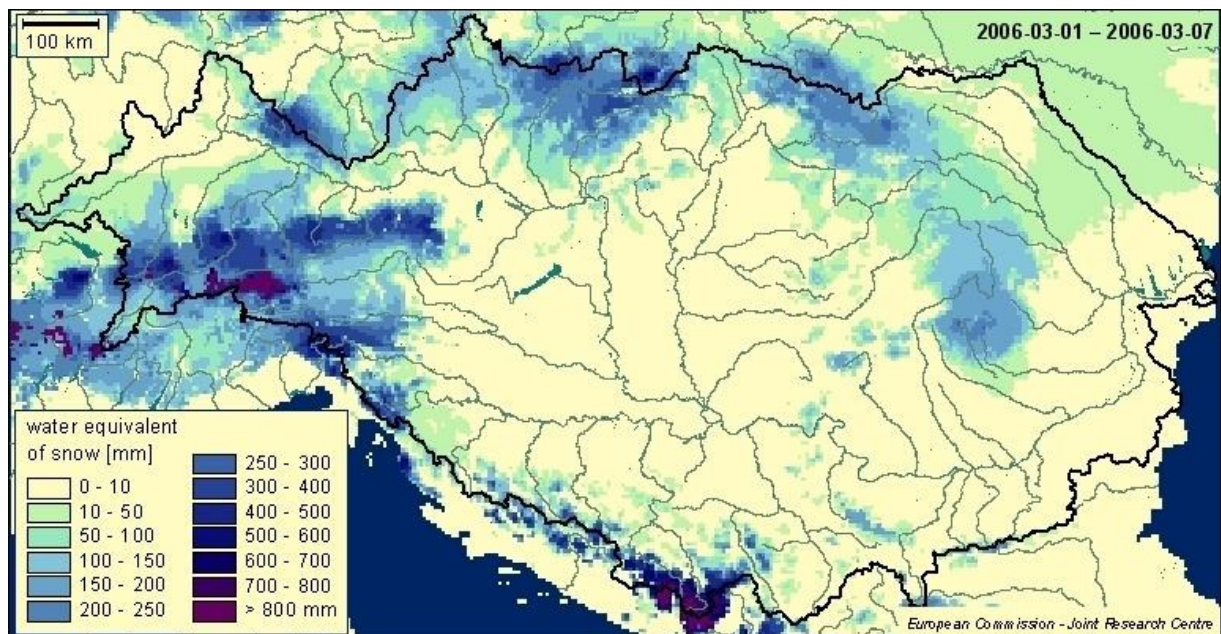 100 km
2006-03-01 – 2006-03-07
water equivalent
of snow [mm]
0 - 10
10 - 50
50 - 100
100 - 150
150 - 200
200 - 250
250 - 300
300 - 400
400 - 500
500 - 600
600 - 700
700 - 800
> 800 mm
European Commission - Joint Research Centre